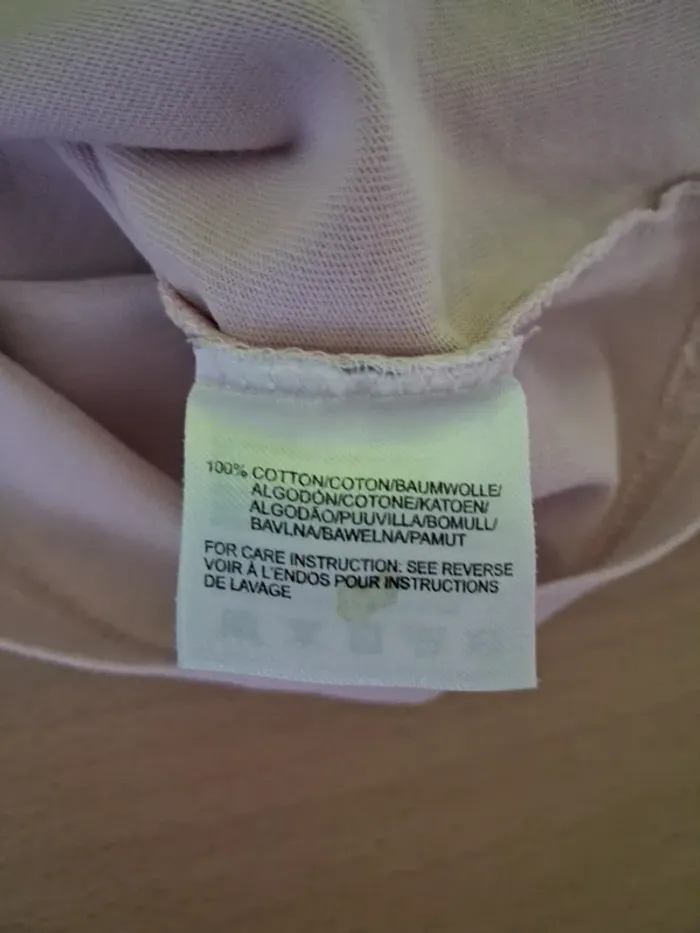 100% COTTON/COTON/BAUMWOLLE/
ALGODÓN/COTONE/KATOEN/
ALGODÃO/PUUVILLA/BOMULL/
BAVLNA/BAWELNA/PAMUT
FOR CARE INSTRUCTION: SEE REVERSE
VOIR À L'ENDOS POUR INSTRUCTIONS
DE LAVAGE